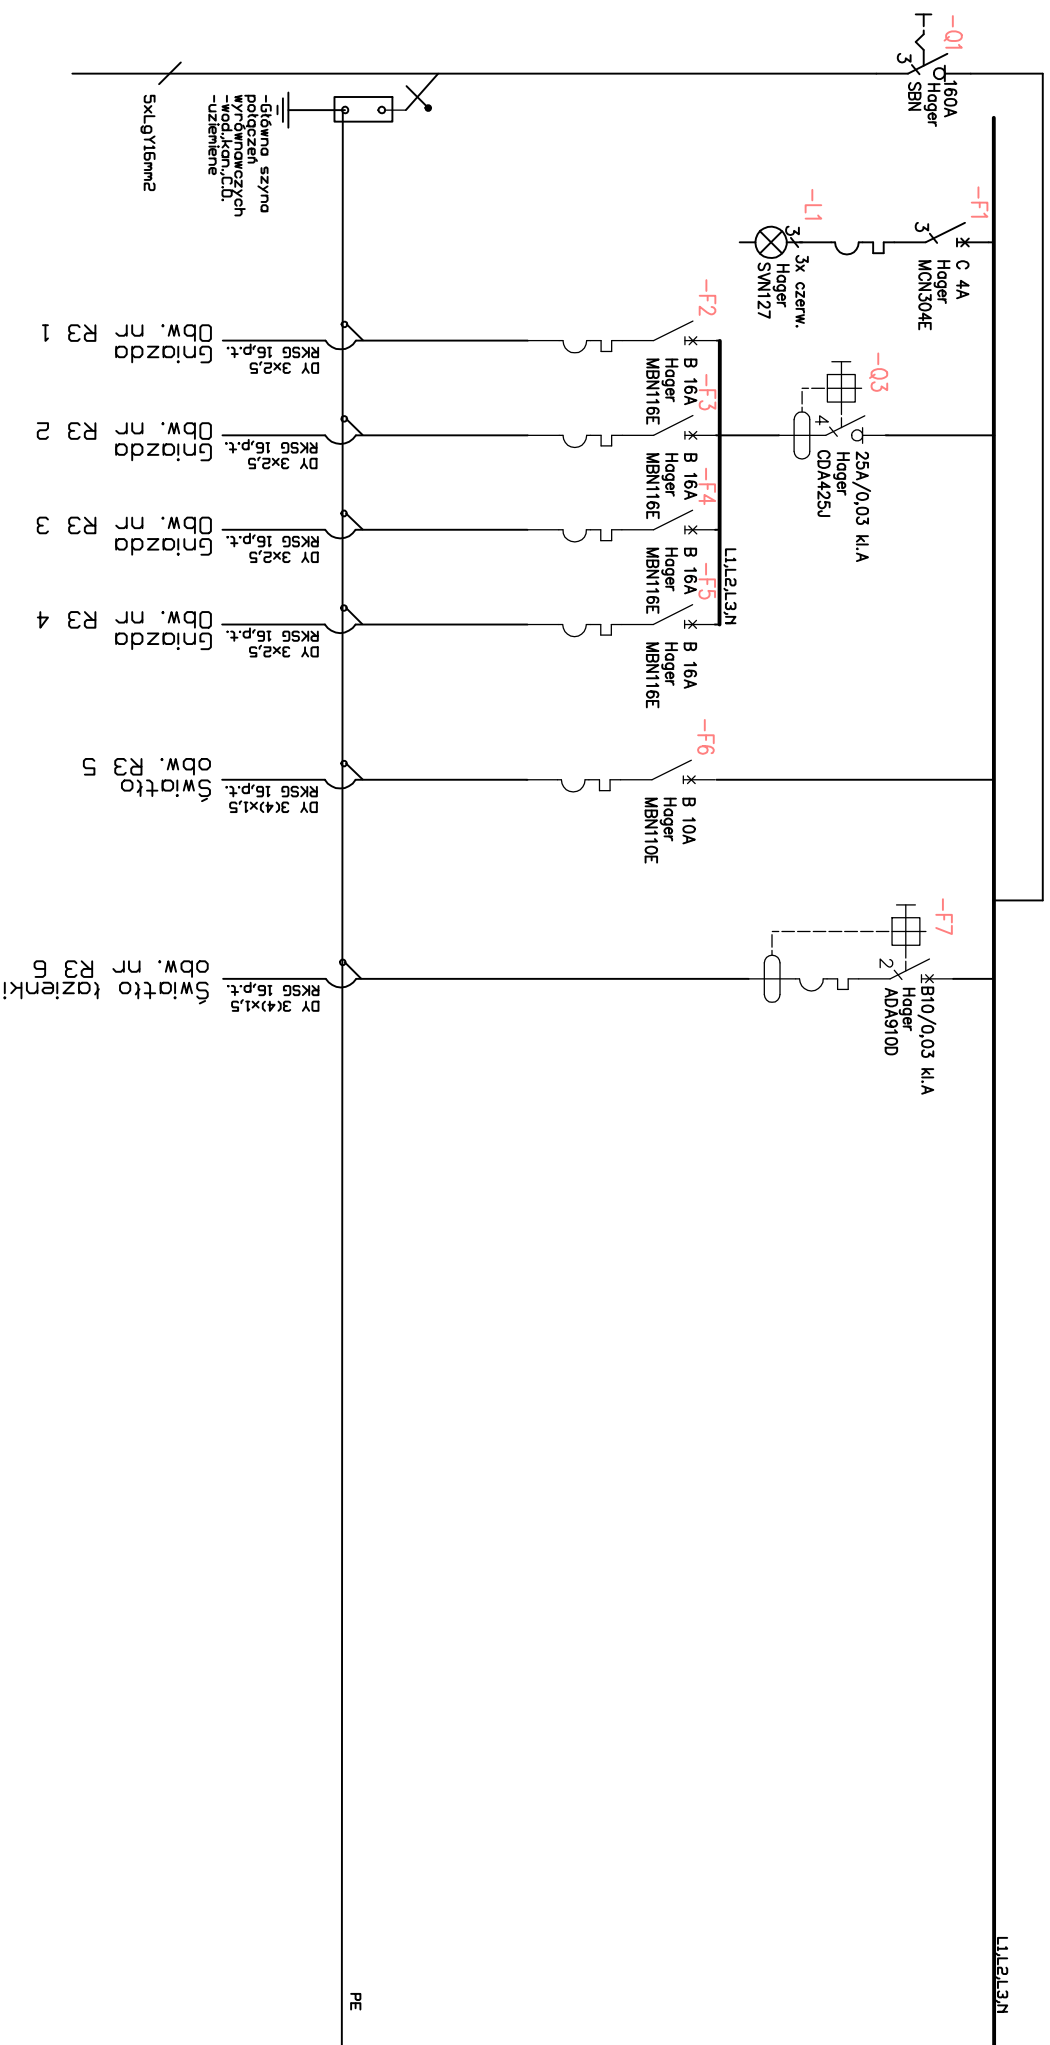 -Q1
160A
Hager
SBN
3
-F1
C 4A
Hager
MCN304E
3
-L1
3x czerw.
Hager
SVN127
3
-Główna szyna
połączeń
wyrównawczych
-wod,kan,,C.O.
-uziemiene
5xLgY16mm2
-Q3
25A/0,03 kl.A
Hager
CDA425J
4
L1,L2,L3,N
-F2
B 16A
Hager
MBN116E
-F3
B 16A
Hager
MBN116E
-F4
B 16A
Hager
MBN116E
-F5
B 16A
Hager
MBN116E
-F6
B 10A
Hager
MBN110E
-F7
B10/0,03 kl.A
Hager
ADA910D
2
DY 3x2,5
RKSG 16,p.t.
Gniazda
Obw. nr R3 1
DY 3x2,5
RKSG 16,p.t.
Gniazda
Obw. nr R3 2
DY 3x2,5
RKSG 16,p.t.
Gniazda
Obw. nr R3 3
DY 3x2,5
RKSG 16,p.t.
Gniazda
Obw. nr R3 4
DY 3(4)x1,5
RKSG 16,p.t.
Światło
obw. R3 5
DY 3(4)x1,5
RKSG 16,p.t.
Światło łazienki
obw. nr R3 6
L1,L2,L3,N
PE